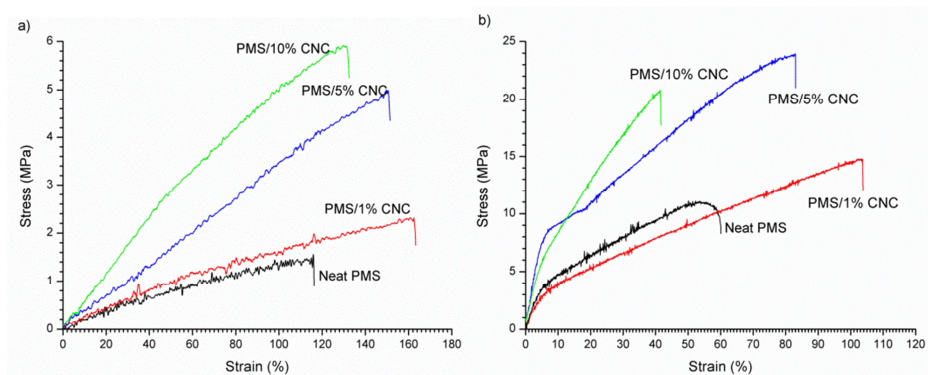 a)
6
5
4
3
2
1
0
Stress (MPa)
PMS/10% CNC
PMS/5% CNC
PMS/1% CNC
Neat PMS
0 20 40 60 80 100 120 140 160 180
Strain (%)
b)
25
20
15
10
5
0
Stress (MPa)
PMS/10% CNC
PMS/5% CNC
PMS/1% CNC
Neat PMS
0 10 20 30 40 50 60 70 80 90 100 110 120
Strain (%)